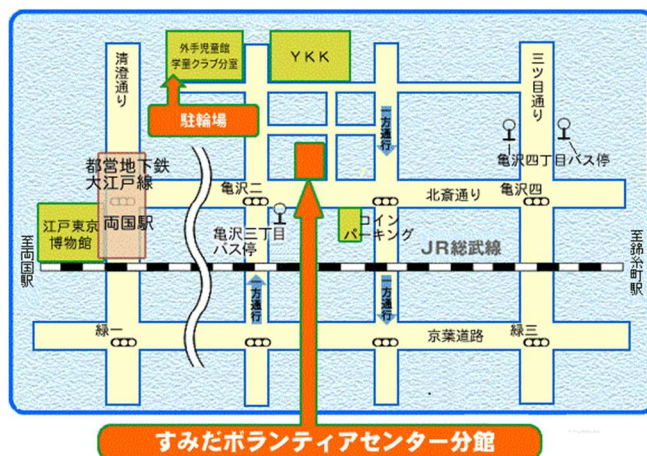 外手児童館
学童クラブ分室
YKK
清澄通り
三ツ目通り
駐輪場
一方通行
都営地下鉄
大江戸線
両国駅
亀沢四丁目バス停
亀沢二
北斎通り
亀沢四
江戸東京
博物館
亀沢三丁目
バス停
コイン
パーキング
JR総武線
至両国駅
至錦糸町駅
一方通行
一方通行
緑一
京葉道路
緑三
すみだボランティアセンター分館